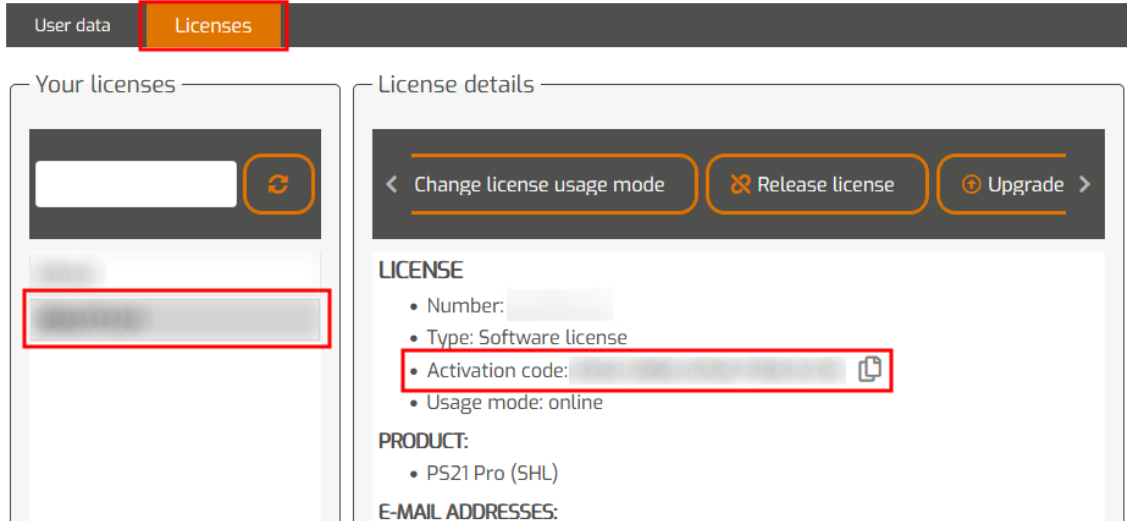 User data
Licenses
Your licenses
License details
Change license usage mode
Release license
Upgrade
LICENSE
• Number:
• Type: Software license
• Activation code:
• Usage mode: online
PRODUCT:
• PS21 Pro (SHL)
E-MAIL ADDRESSES: